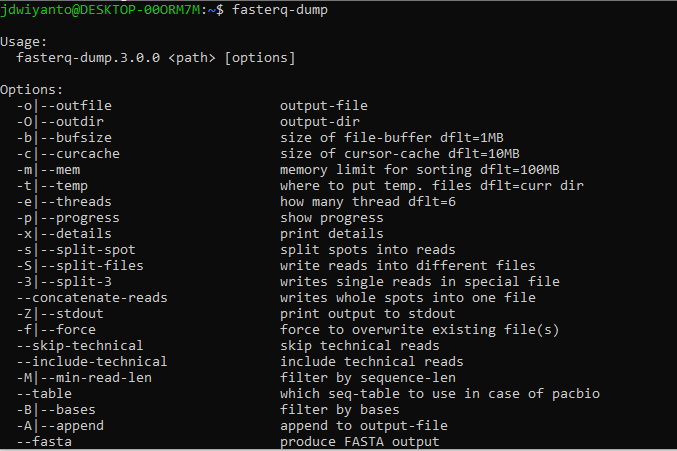 jdwiyanto@DESKTOP-00ORM7M:~$ fasterq-dump
Usage:
fasterq-dump.3.0.0 <path> [options]
Options:
-o|--outfile output-file
-O|--outdir output-dir
-b|--bufsize size of file-buffer dflt=1MB
-c|--curcache size of cursor-cache dflt=10MB
-m|--mem memory limit for sorting dflt=100MB
-t|--temp where to put temp. files dflt=curr dir
-e|--threads how many thread dflt=6
-p|--progress show progress
-x|--details print details
-s|--split-spot split spots into reads
-S|--split-files write reads into different files
-3|--split-3 writes single reads in special file
--concatenate-reads writes whole spots into one file
-Z|--stdout print output to stdout
-f|--force force to overwrite existing file(s)
--skip-technical skip technical reads
--include-technical include technical reads
-M|--min-read-len filter by sequence-len
--table which seq-table to use in case of pacbio
-B|--bases filter by bases
-A|--append append to output-file
--fasta produce FASTA output